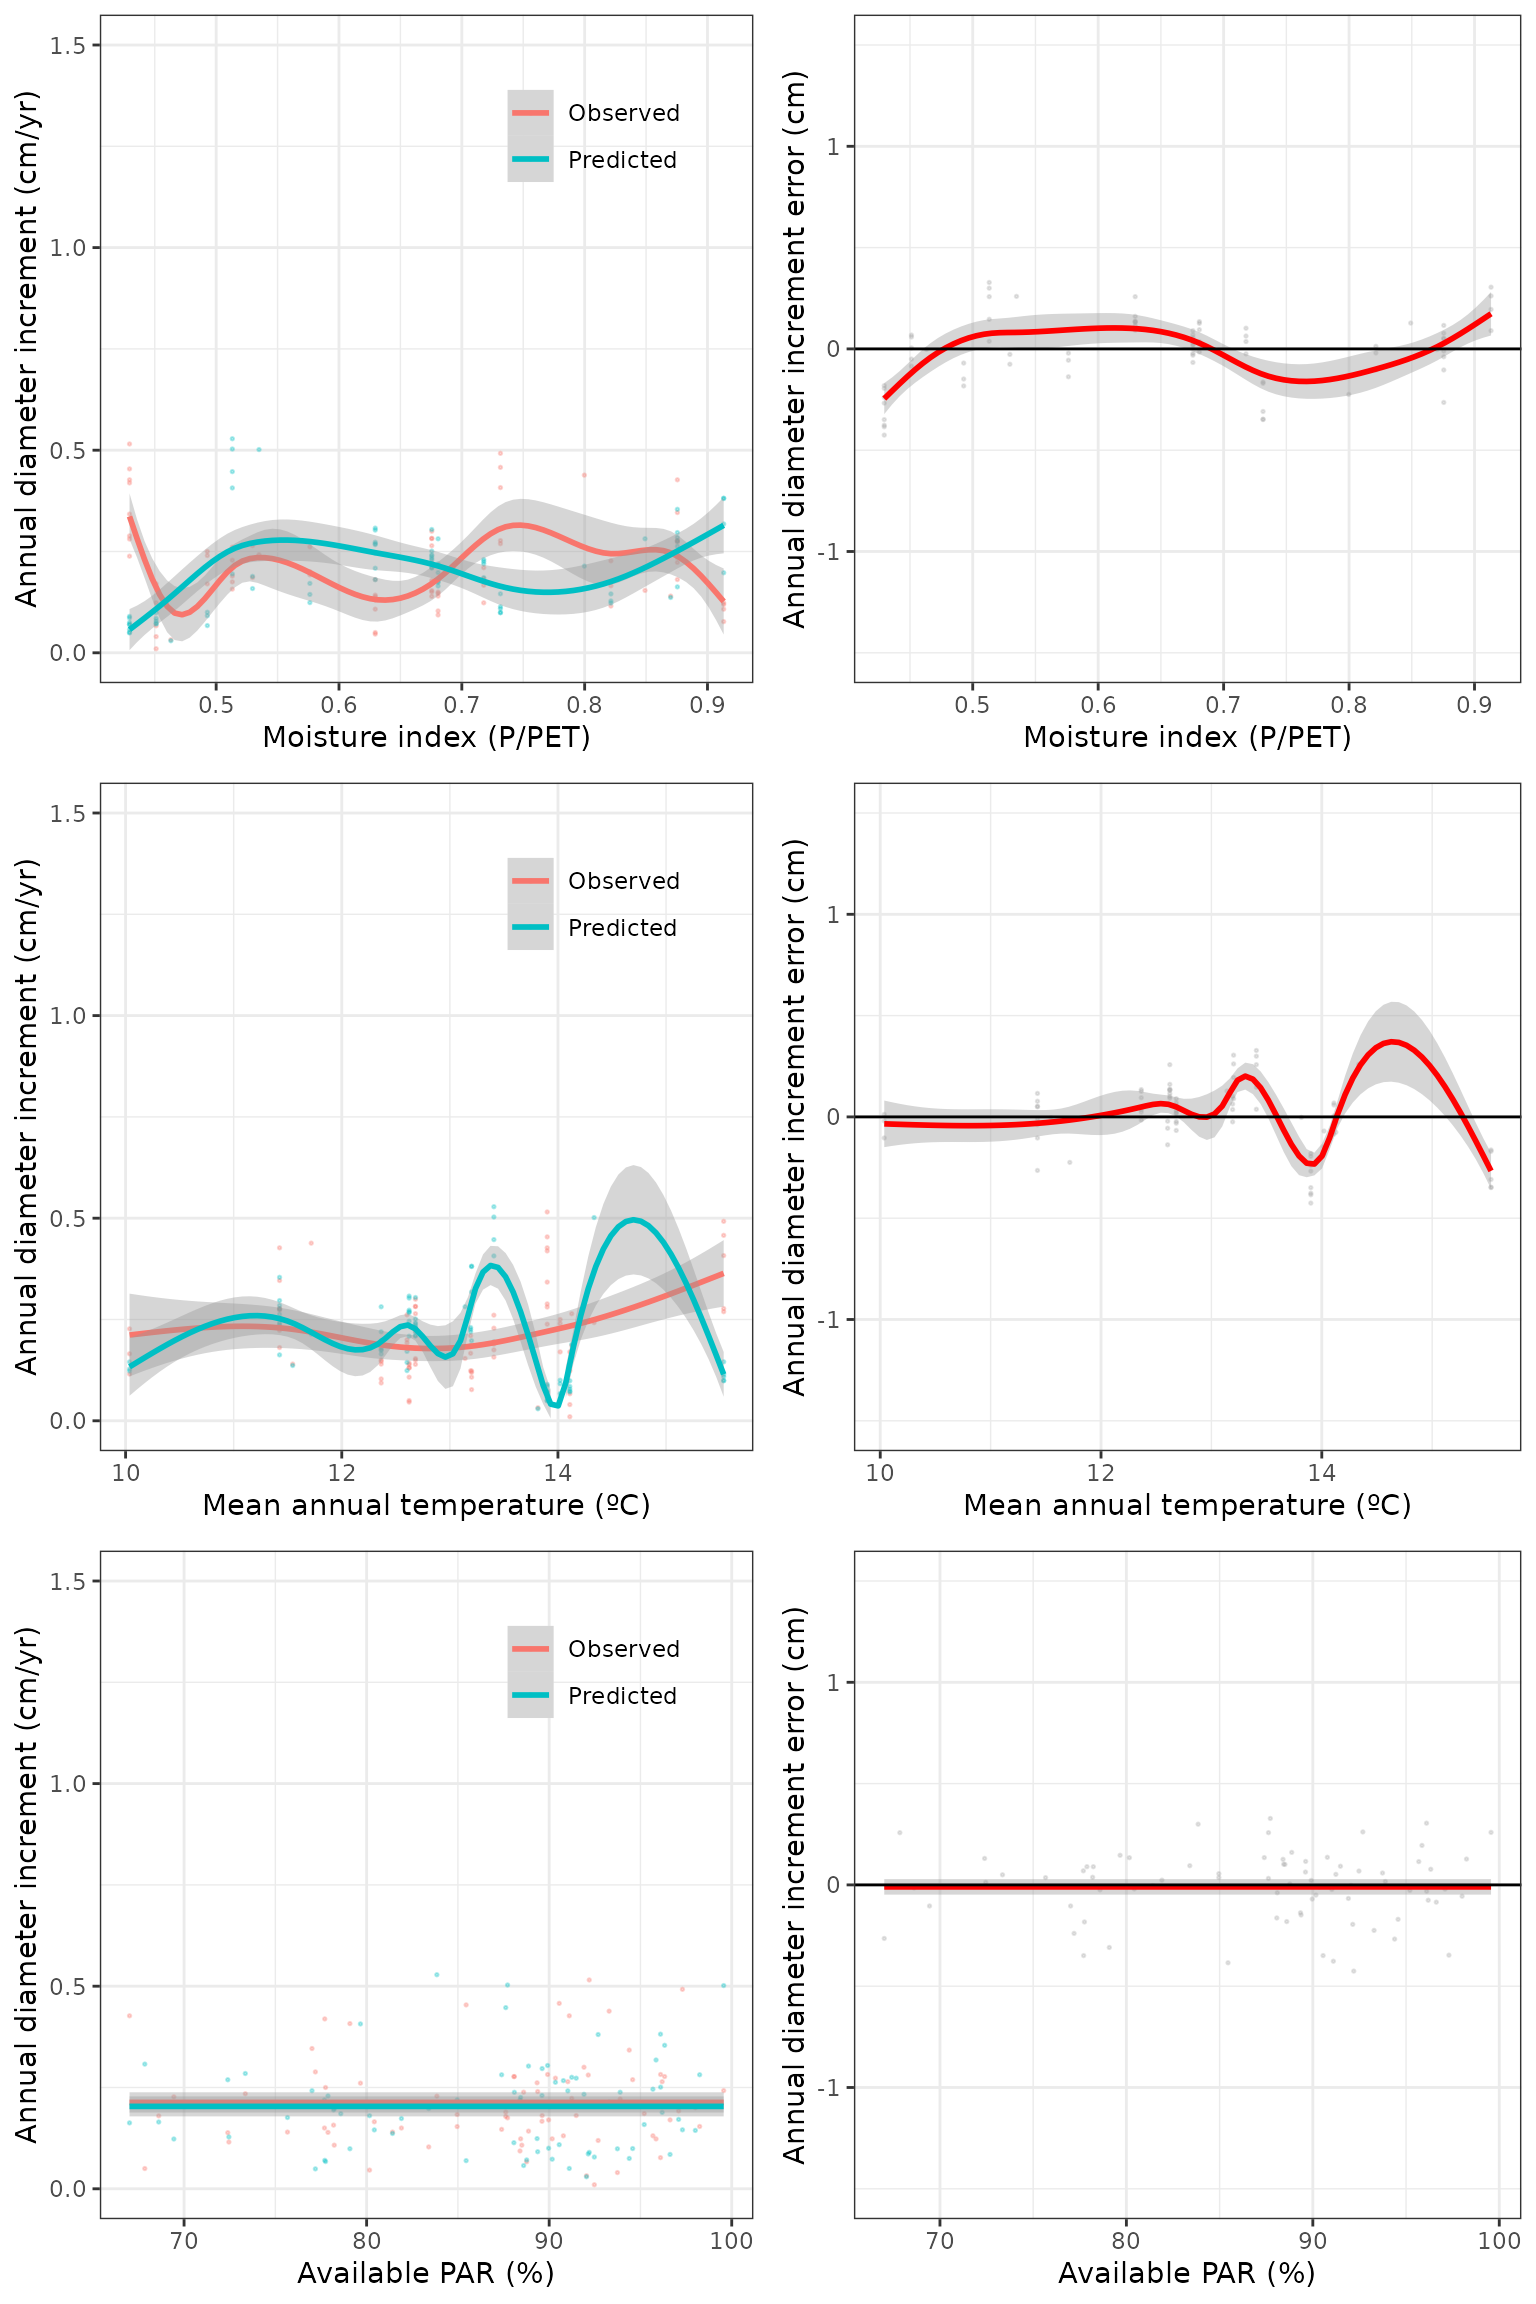 Annual diameter increment (cm/yr)
1.5
1.0
0.5
0.0
Observed
Predicted
0.5 0.6 0.7 0.8 0.9
Moisture index (P/PET)
Annual diameter increment error (cm)
1
0
-1
0.5 0.6 0.7 0.8 0.9
Moisture index (P/PET)
Annual diameter increment (cm/yr)
1.5
1.0
0.5
0.0
Observed
Predicted
10 12 14
Mean annual temperature (ºC)
Annual diameter increment error (cm)
1
0
-1
10 12 14
Mean annual temperature (ºC)
Annual diameter increment (cm/yr)
1.5
1.0
0.5
0.0
Observed
Predicted
70 80 90 100
Available PAR (%)
Annual diameter increment error (cm)
1
0
-1
70 80 90 100
Available PAR (%)